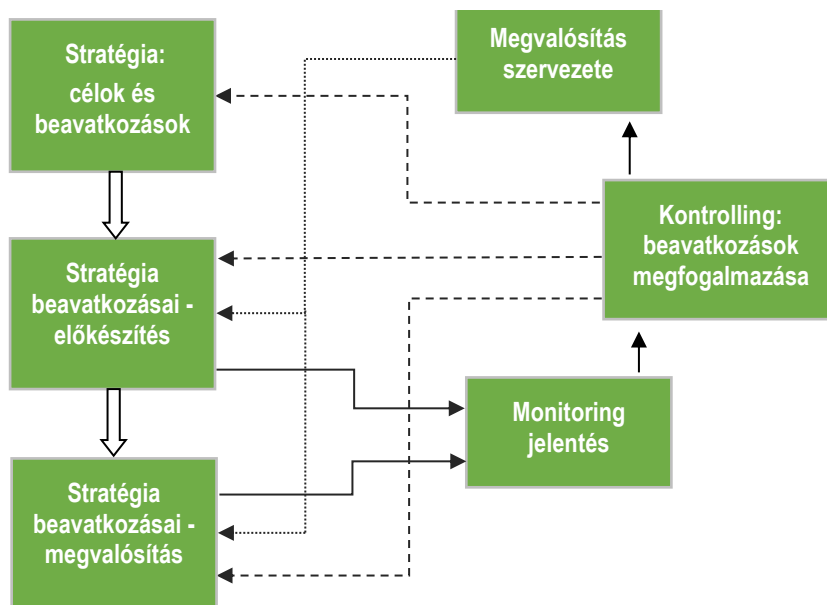 Stratégia:
célok és
beavatkozások
Megvalósítás
szervezete
Kontrolling:
beavatkozások
megfogalmazása
Stratégia
beavatkozásai -
előkészítés
Monitoring
jelentés
Stratégia
beavatkozásai -
megvalósítás